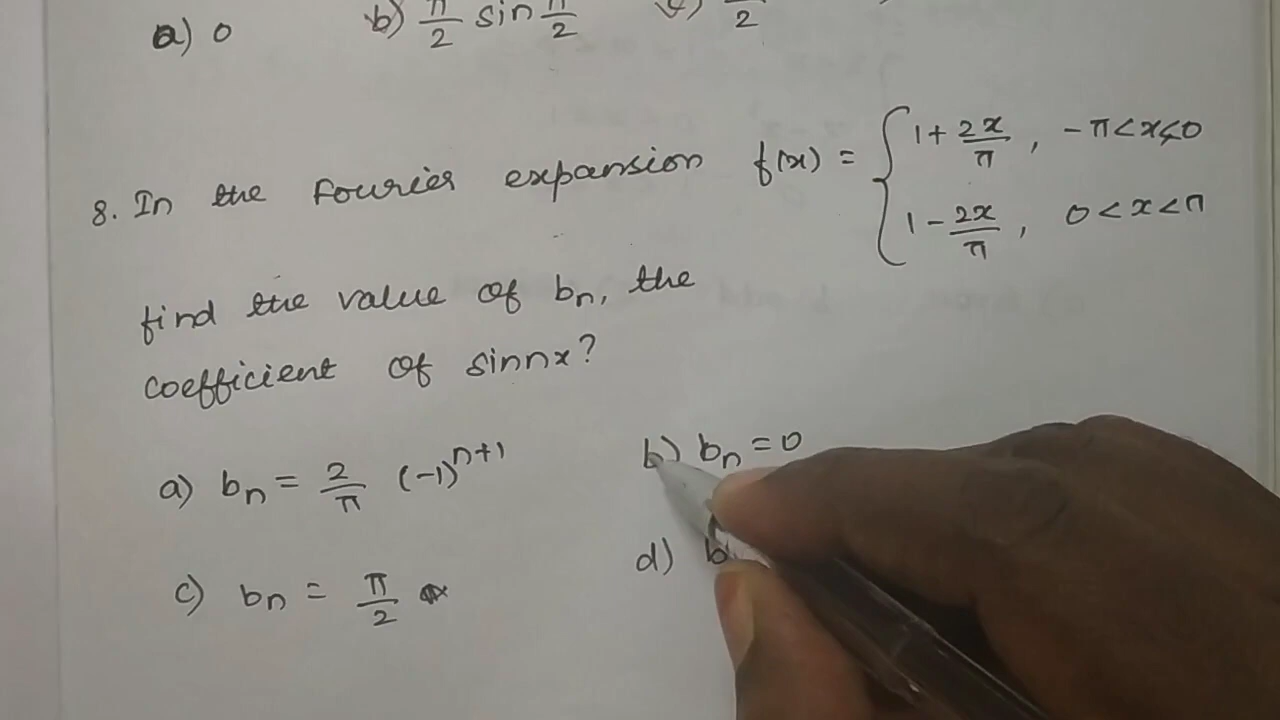 a) 0 b) π/2 sin π/2 c) /2
8. In the Fourier expansion f(x) = { 1 + 2x/π , -π<x<0
1 - 2x/π , 0<x<π
find the value of bn, the
coefficient of sinnx?
a) bn = 2/π (-1)^n+1 b) bn = 0
c) bn = π/2 d) b